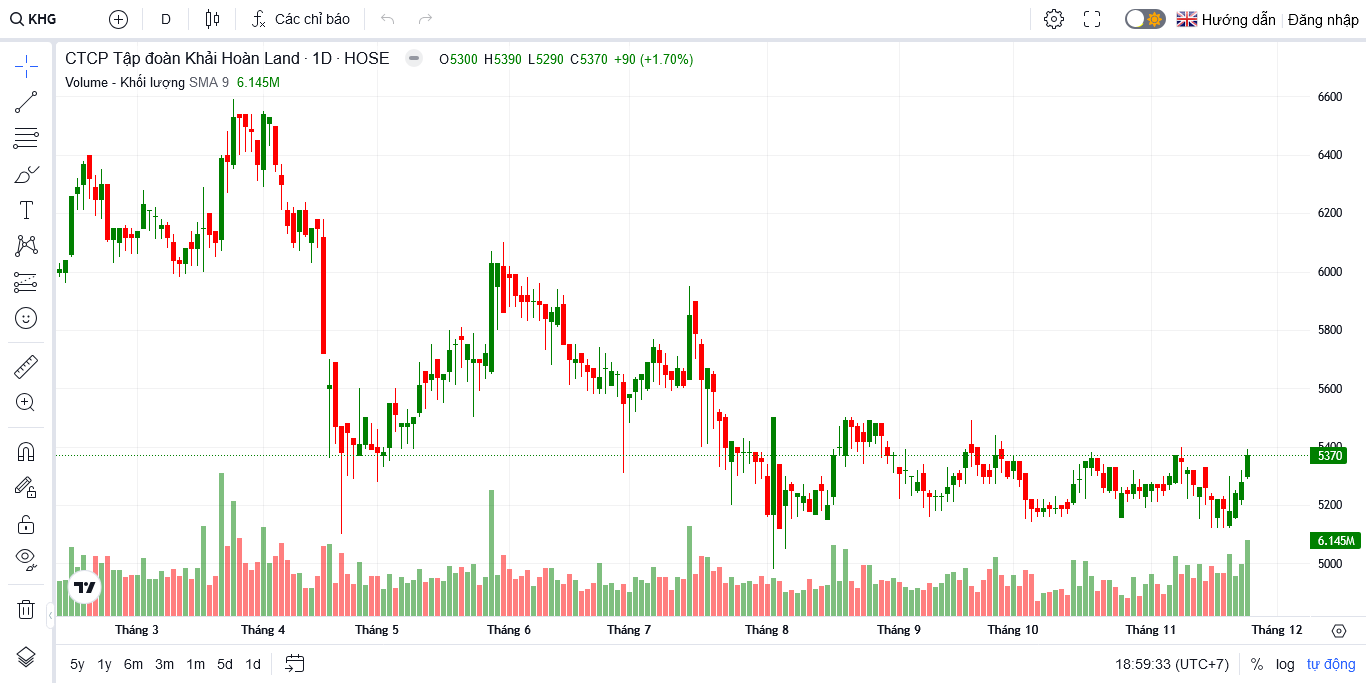 KHG D Các chỉ báo Hướng dẫn Đăng nhập
CTCP Tập đoàn Khải Hoàn Land · 1D · HOSE O5300 H5390 L5290 C5370 +90 (+1.70%)
Volume - Khối lượng SMA 9 6.145M
6600
6400
6200
6000
5800
5600
5400
5370
5200
6.145M
5000
Tháng 3 Tháng 4 Tháng 5 Tháng 6 Tháng 7 Tháng 8 Tháng 9 Tháng 10 Tháng 11 Tháng 12
5y 1y 6m 3m 1m 5d 1d 18:59:33 (UTC+7) % log tự động